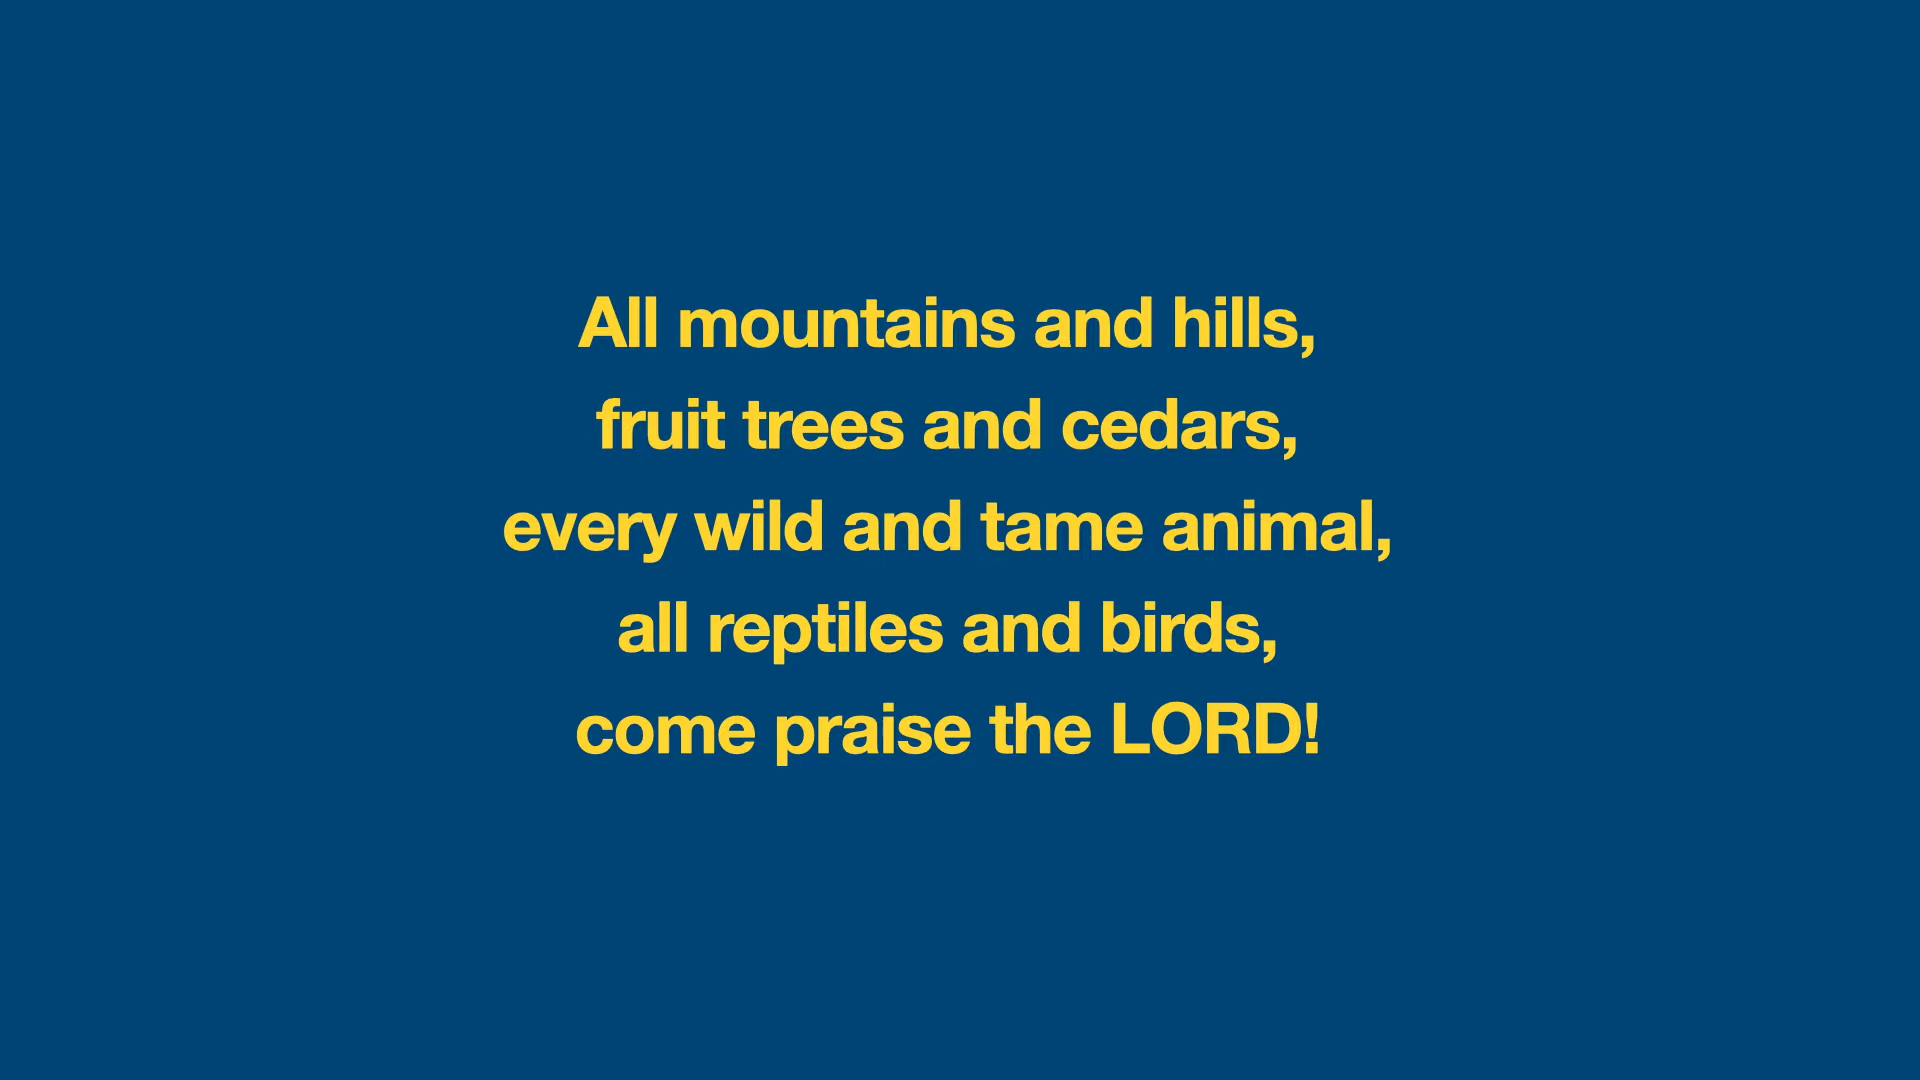 All mountains and hills,
fruit trees and cedars,
every wild and tame animal,
all reptiles and birds,
come praise the LORD!